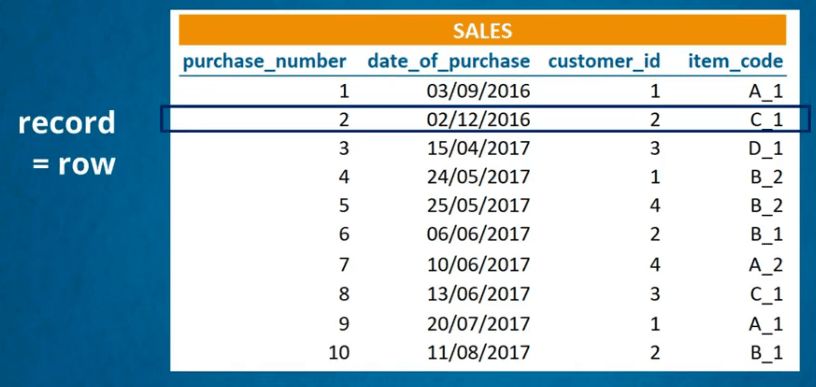 record
= row
SALES
purchase_number date_of_purchase customer_id item_code
1 03/09/2016 1 A_1
2 02/12/2016 2 C_1
3 15/04/2017 3 D_1
4 24/05/2017 1 B_2
5 25/05/2017 4 B_2
6 06/06/2017 2 B_1
7 10/06/2017 4 A_2
8 13/06/2017 3 C_1
9 20/07/2017 1 A_1
10 11/08/2017 2 B_1